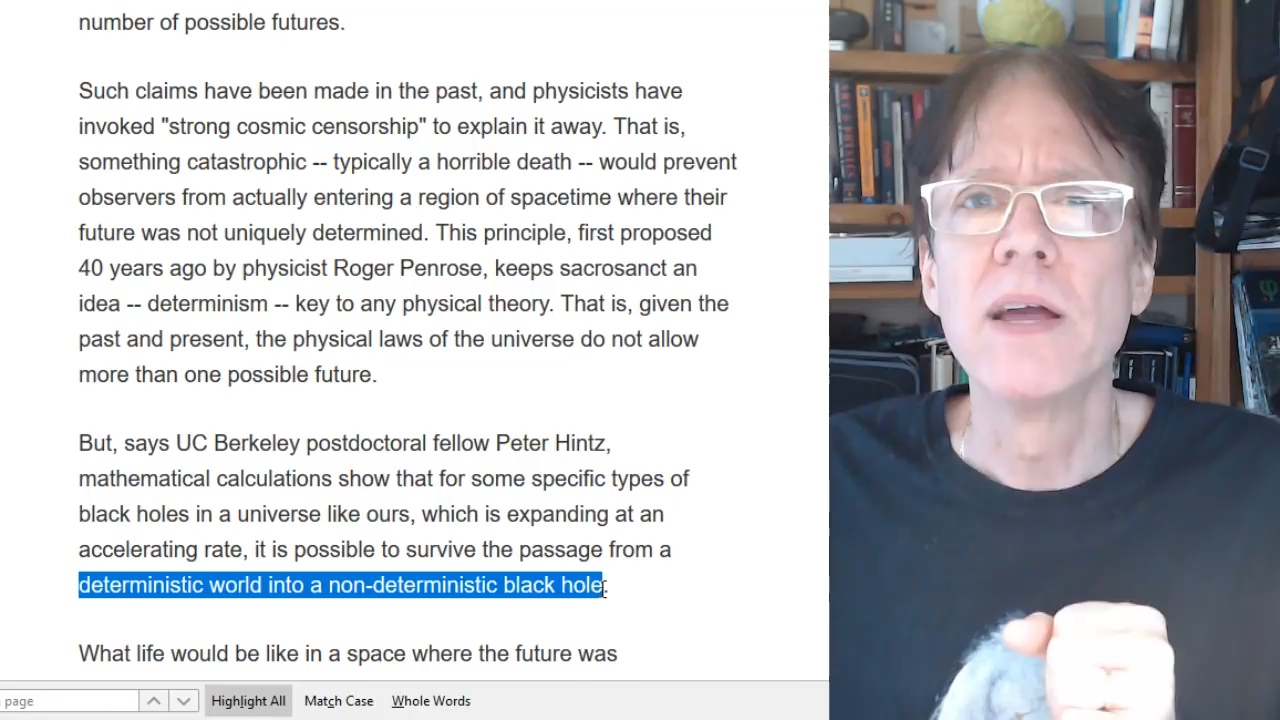 number of possible futures.
Such claims have been made in the past, and physicists have
invoked "strong cosmic censorship" to explain it away. That is,
something catastrophic -- typically a horrible death -- would prevent
observers from actually entering a region of spacetime where their
future was not uniquely determined. This principle, first proposed
40 years ago by physicist Roger Penrose, keeps sacrosanct an
idea -- determinism -- key to any physical theory. That is, given the
past and present, the physical laws of the universe do not allow
more than one possible future.
But, says UC Berkeley postdoctoral fellow Peter Hintz,
mathematical calculations show that for some specific types of
black holes in a universe like ours, which is expanding at an
accelerating rate, it is possible to survive the passage from a
deterministic world into a non-deterministic black hole.
What life would be like in a space where the future was
page
Highlight All
Match Case
Whole Words